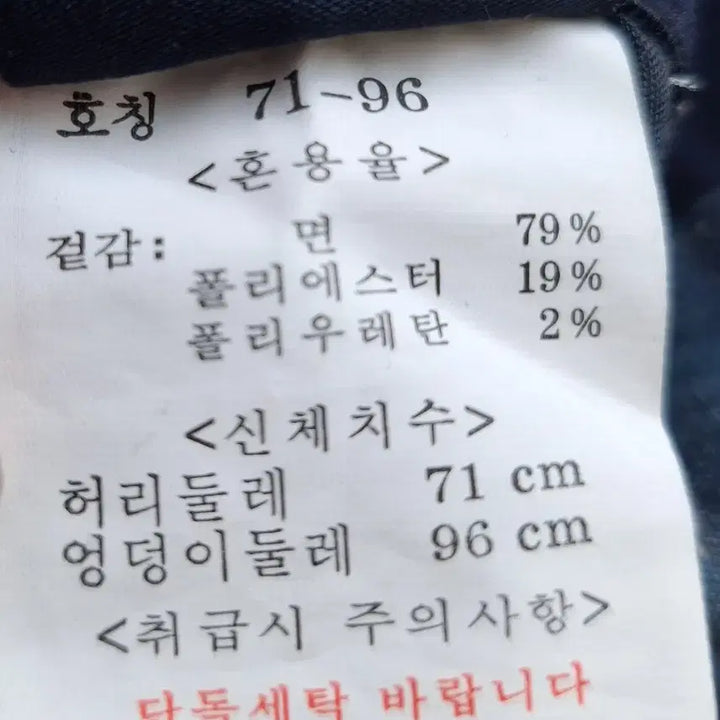 호칭 71-96
<혼용율>
겉감: 면 79%
폴리에스터 19%
폴리우레탄 2%
<신체치수>
허리둘레 71 cm
엉덩이둘레 96 cm
<취급시 주의사항>
단독세탁 바랍니다